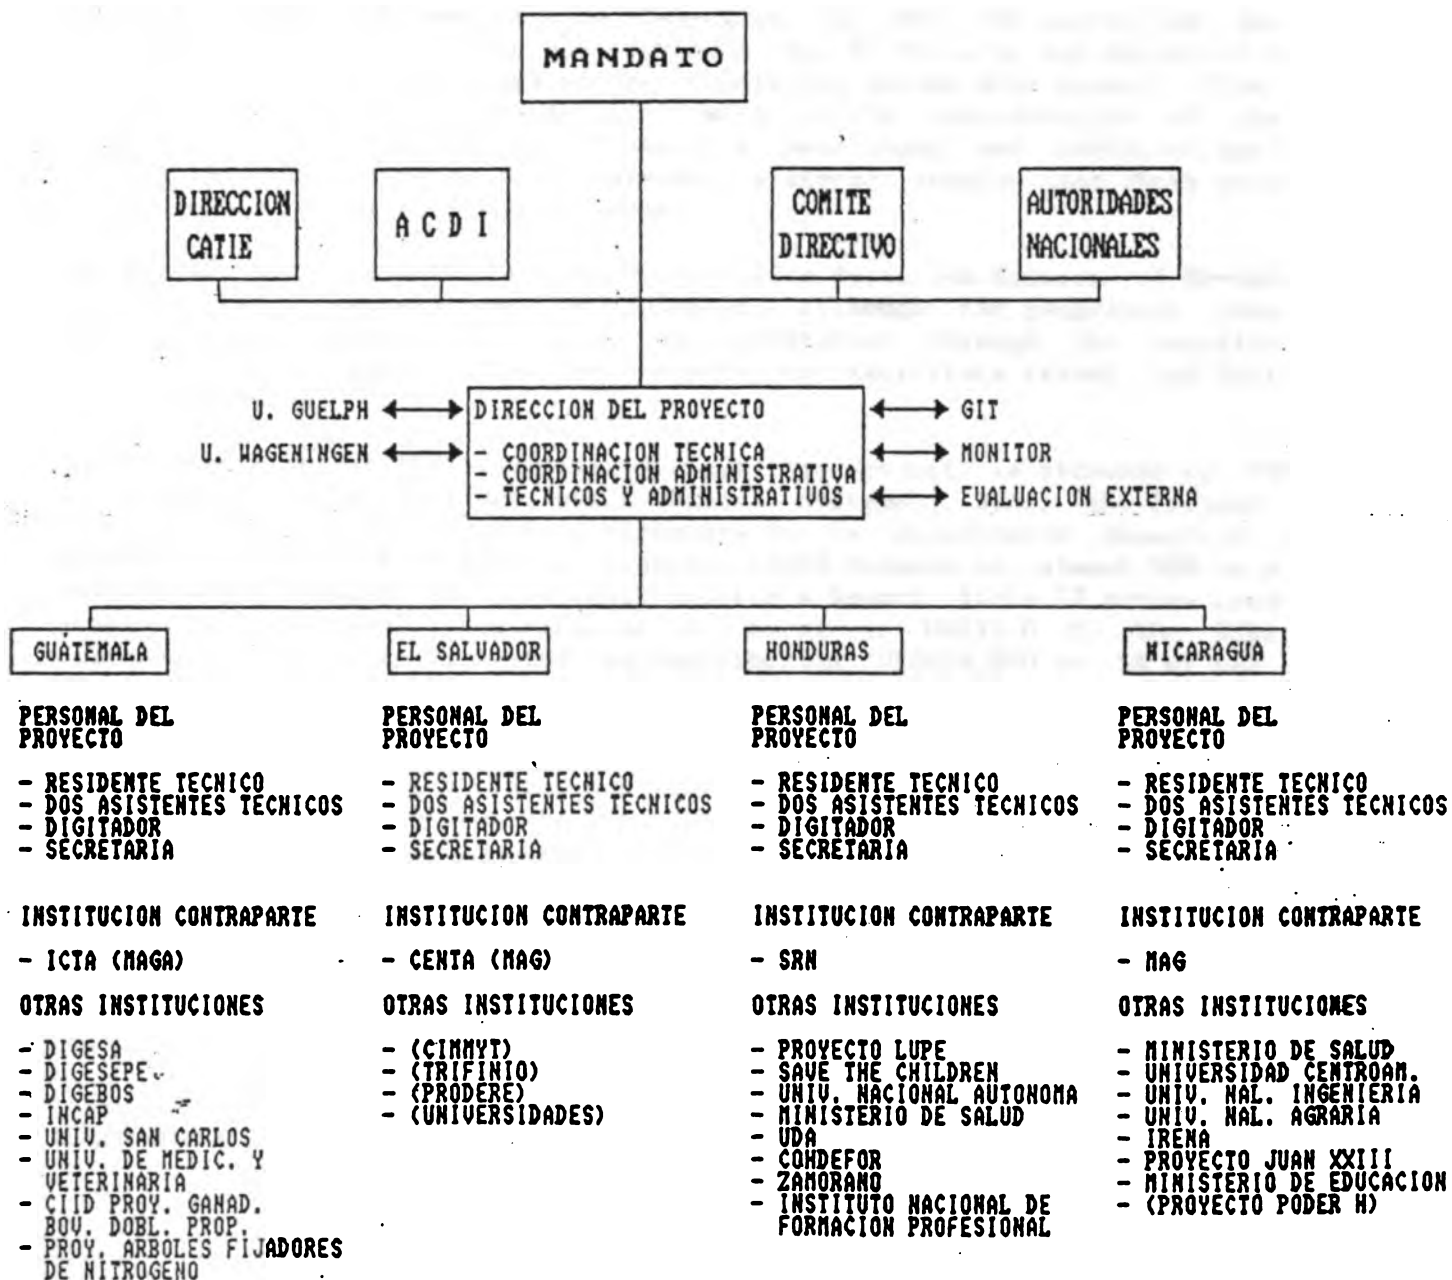 MANDATO
DIRECCION
CATIE
A C D I
COMITE
DIRECTIVO
AUTORIDADES
NACIONALES
U. GUELPH
U. WAGENINGEN
DIRECCION DEL PROYECTO
- COORDINACION TECNICA
- COORDINACION ADMINISTRATIVA
- TECNICOS Y ADMINISTRATIVOS
GIT
MONITOR
EVALUACION EXTERNA
GUATEMALA
PERSONAL DEL
PROYECTO
- RESIDENTE TECNICO
- DOS ASISTENTES TECNICOS
- DIGITADOR
- SECRETARIA
INSTITUCION CONTRAPARTE
- ICTA (MAGA)
OTRAS INSTITUCIONES
- DIGESA
- DIGESEPE
- DIGEBOS
- INCAP
- UNIV. SAN CARLOS
- UNIV. DE MEDIC. Y
VETERINARIA
- CIID PROY. GANAD.
BOV. DOBL. PROP.
- PROY. ARBOLES FIJADORES
DE NITROGENO
EL SALVADOR
PERSONAL DEL
PROYECTO
- RESIDENTE TECNICO
- DOS ASISTENTES TECNICOS
- DIGITADOR
- SECRETARIA
INSTITUCION CONTRAPARTE
- CENTA (MAG)
OTRAS INSTITUCIONES
- (CIMMYT)
- (TRIFINIO)
- (PRODERE)
- (UNIVERSIDADES)
HONDURAS
PERSONAL DEL
PROYECTO
- RESIDENTE TECNICO
- DOS ASISTENTES TECNICOS
- DIGITADOR
- SECRETARIA
INSTITUCION CONTRAPARTE
- SRN
OTRAS INSTITUCIONES
- PROYECTO LUPE
- SAVE THE CHILDREN
- UNIV. NACIONAL AUTONOMA
- MINISTERIO DE SALUD
- UDA
- COHDEFOR
- ZAMORANO
- INSTITUTO NACIONAL DE
FORMACION PROFESIONAL
NICARAGUA
PERSONAL DEL
PROYECTO
- RESIDENTE TECNICO
- DOS ASISTENTES TECNICOS
- DIGITADOR
- SECRETARIA
INSTITUCION CONTRAPARTE
- MAG
OTRAS INSTITUCIONES
- MINISTERIO DE SALUD
- UNIVERSIDAD CENTROAM.
- UNIV. NAL. INGENIERIA
- UNIV. NAL. AGRARIA
- IRENA
- PROYECTO JUAN XXIII
- MINISTERIO DE EDUCACION
- (PROYECTO PODER H)